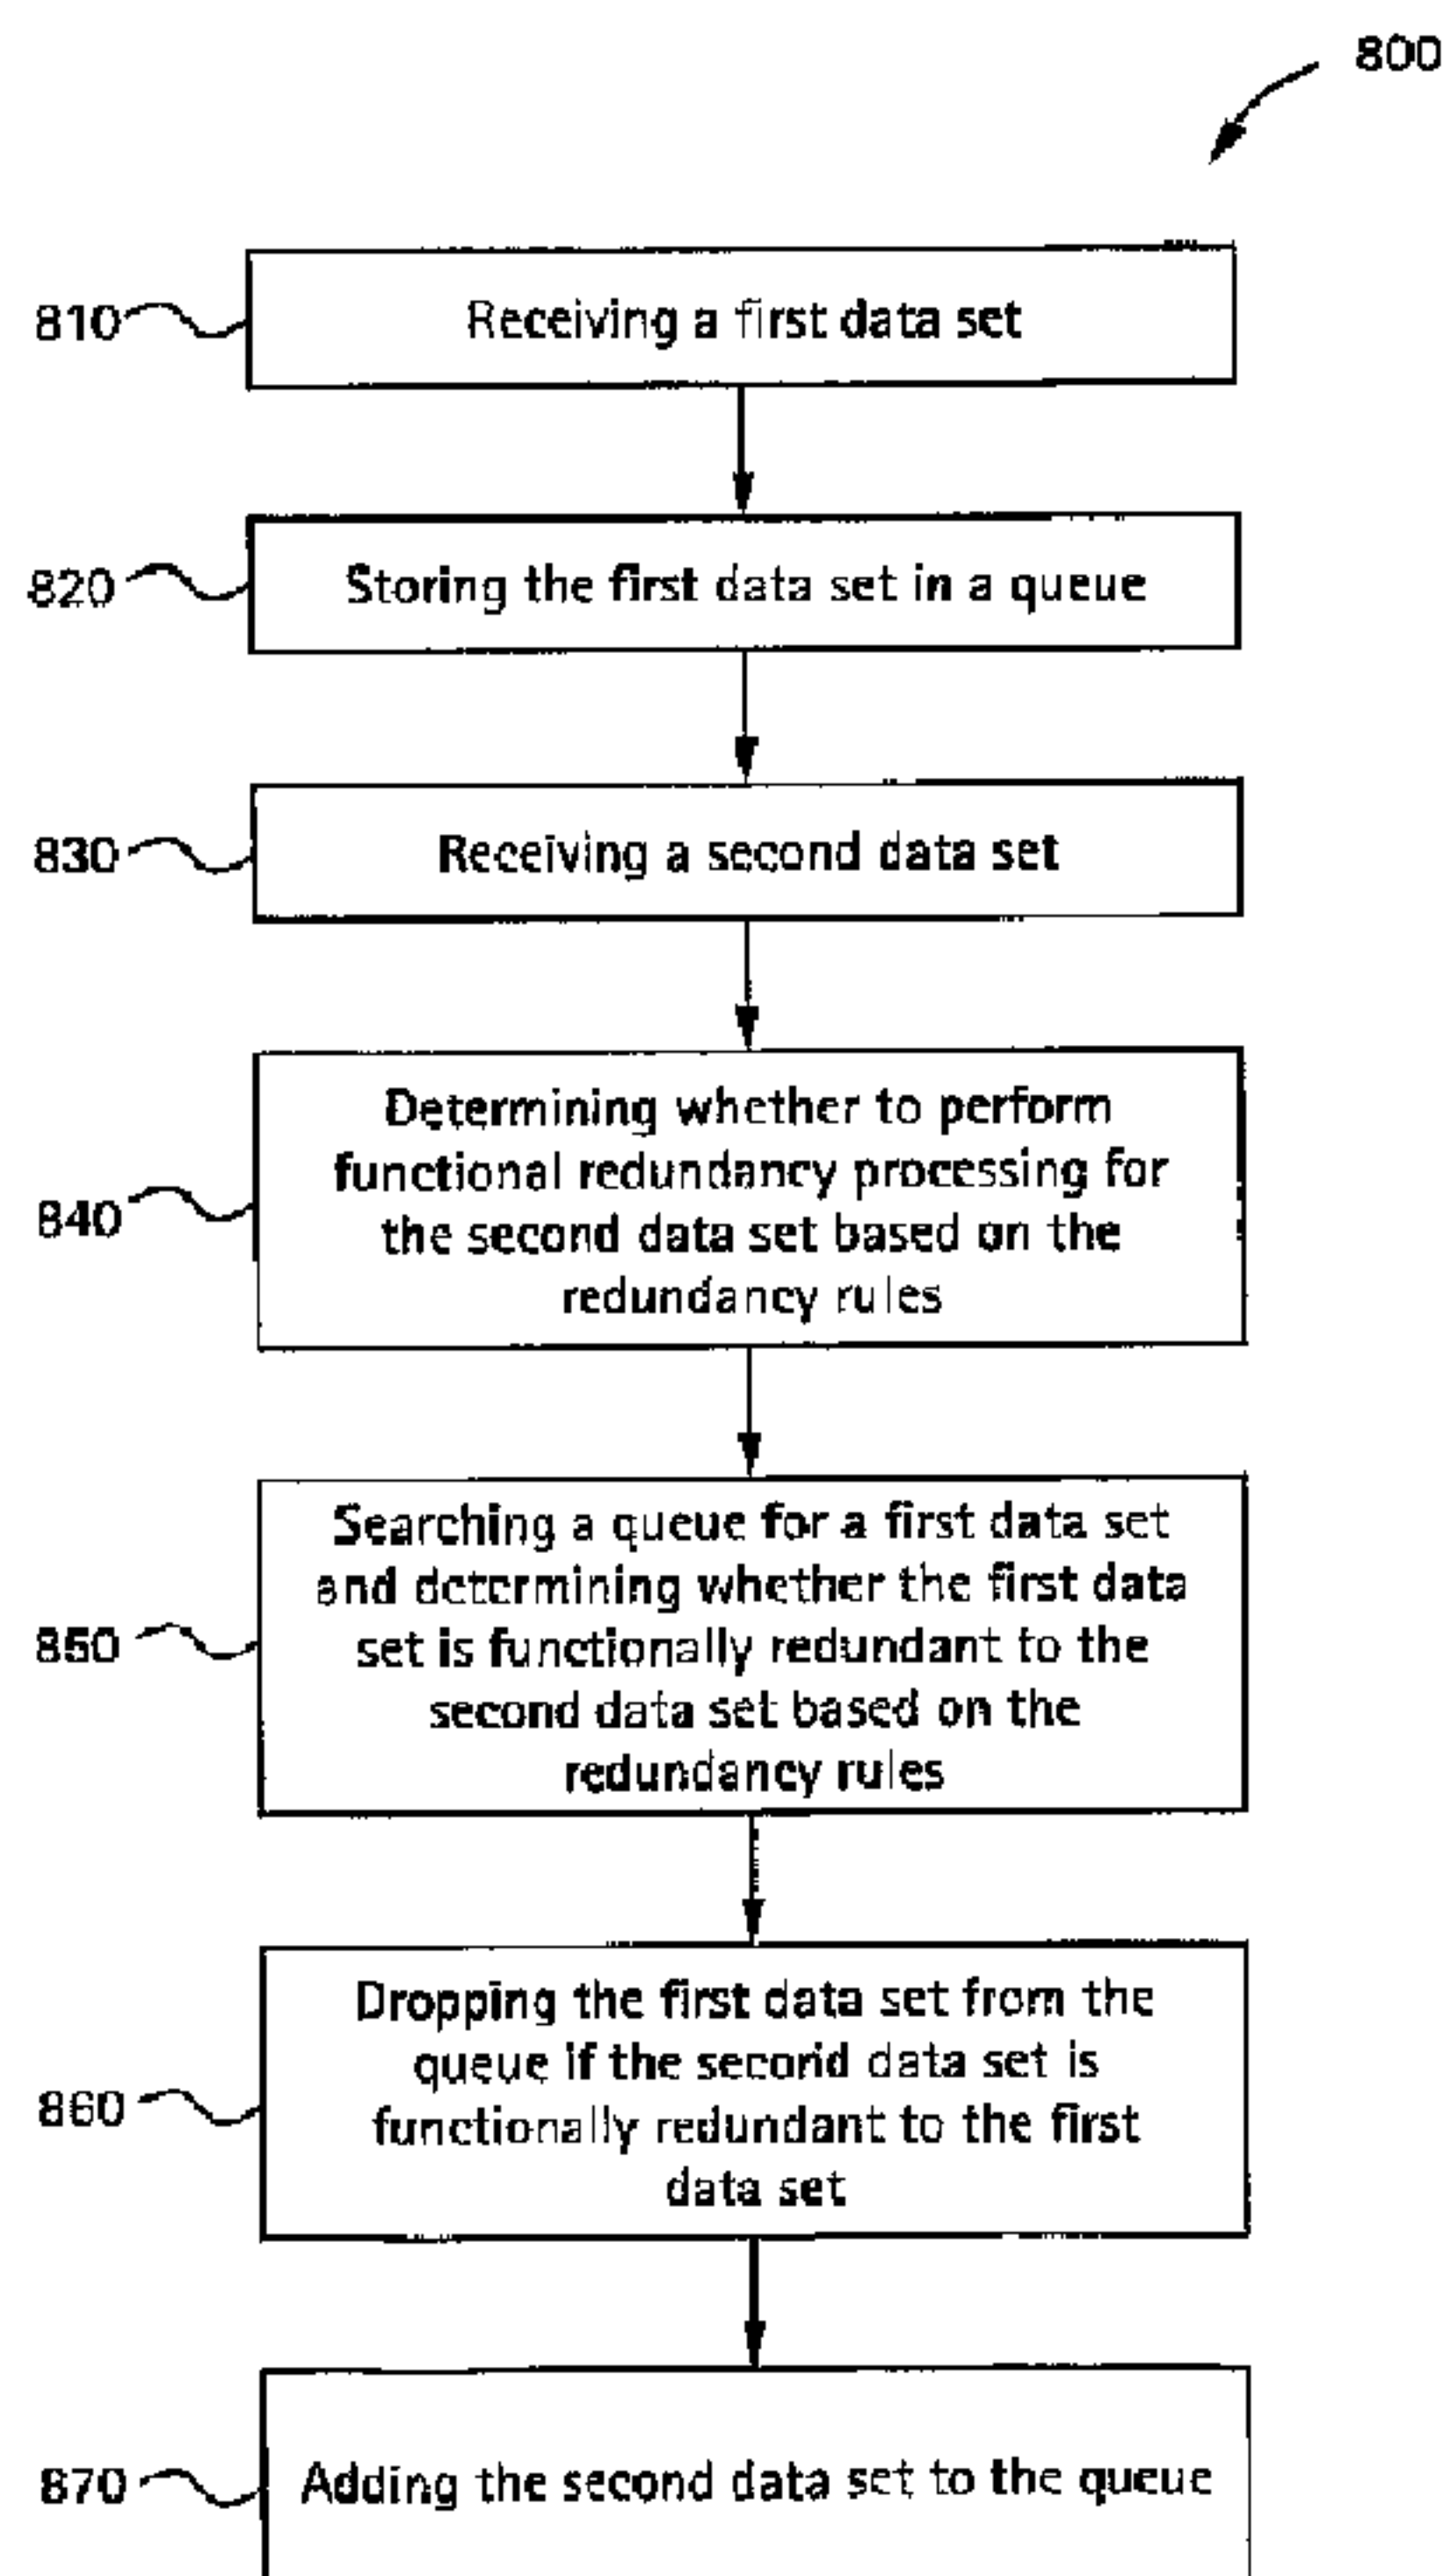 800
810
Receiving a first data set
820
Storing the first data set in a queue
830
Receiving a second data set
840
Determining whether to perform
functional redundancy processing for
the second data set based on the
redundancy rules
850
Searching a queue for a first data set
and determining whether the first data
set is functionally redundant to the
second data set based on the
redundancy rules
860
Dropping the first data set from the
queue if the second data set is
functionally redundant to the first
data set
870
Adding the second data set to the queue